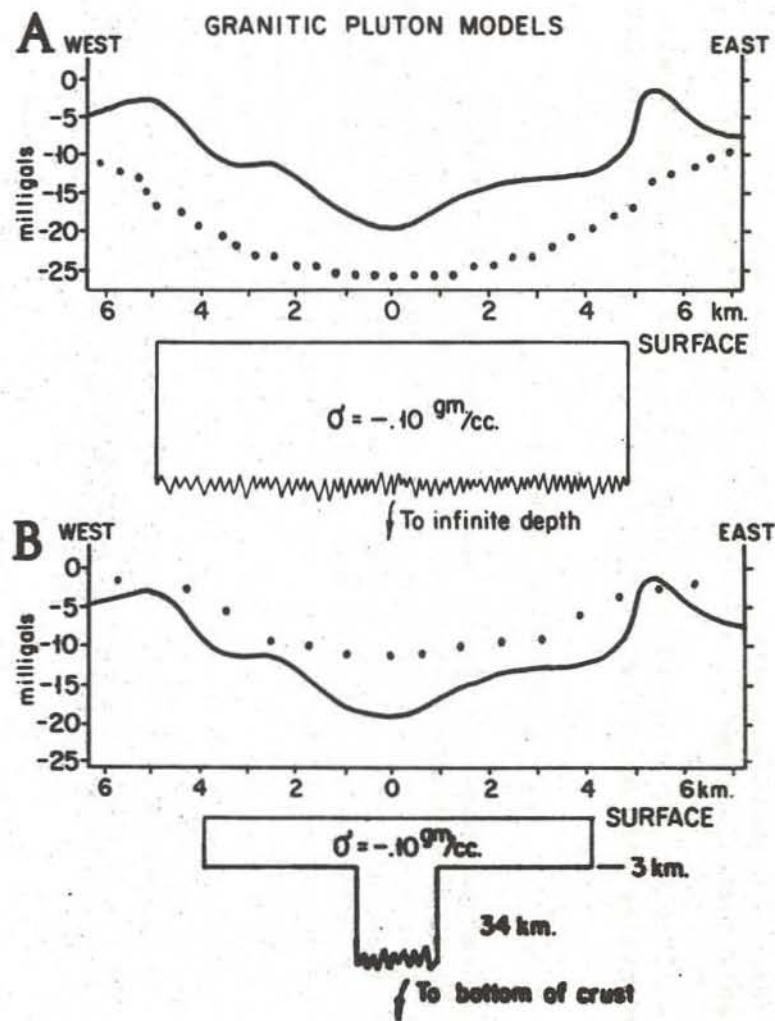 A
GRANITIC PLUTON MODELS
WEST
EAST
0
-5
-10
-15
-20
-25
milligals
6 4 2 0 2 4 6 km.
SURFACE
σ = -.10 gm/cc.
To infinite depth
B
WEST
EAST
0
-5
-10
-15
-20
-25
milligals
6 4 2 0 2 4 6km.
SURFACE
σ = -.10 gm/cc.
3 km.
34 km.
To bottom of crust